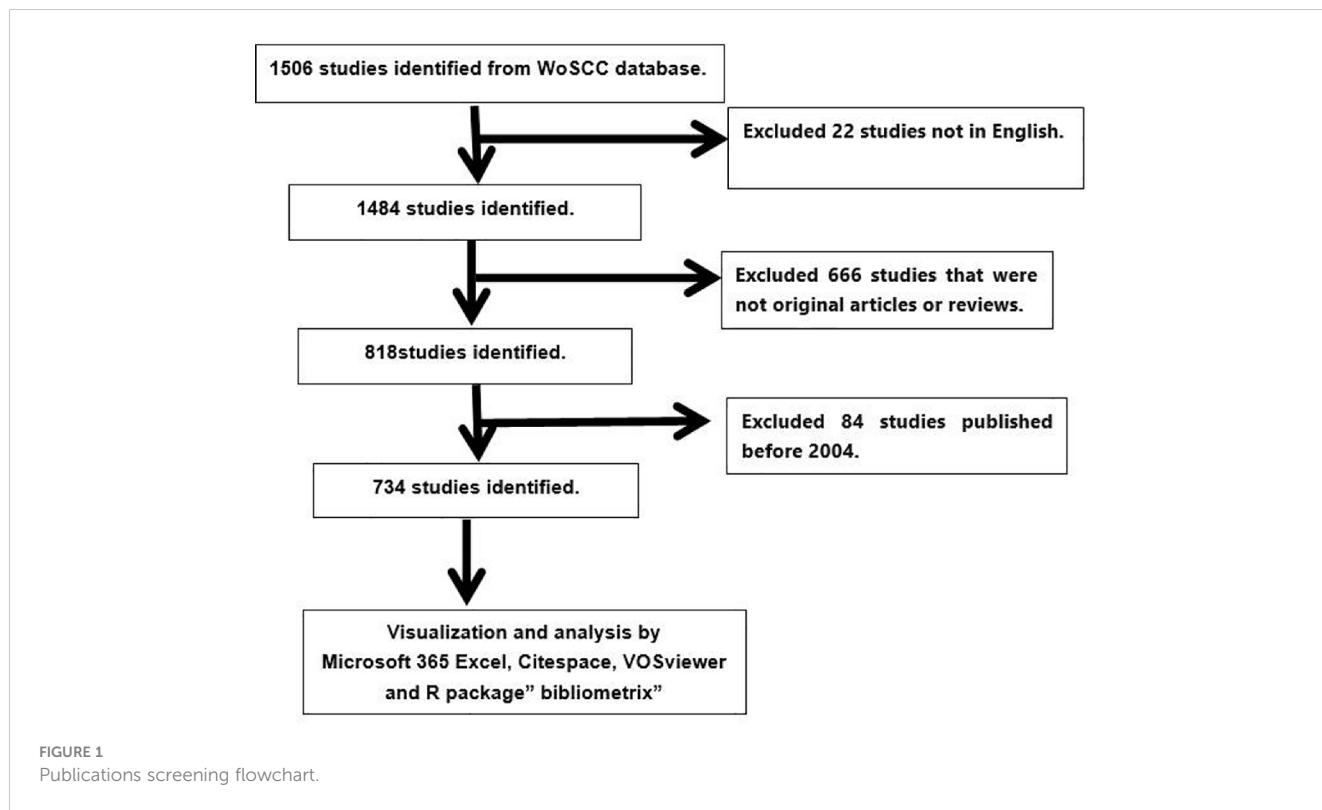 1506 studies identified from WoSCC database.
Excluded 22 studies not in English.
1484 studies identified.
Excluded 666 studies that were
not original articles or reviews.
818studies identified.
Excluded 84 studies published
before 2004.
734 studies identified.
Visualization and analysis by
Microsoft 365 Excel, Citespace, VOSviewer
and R package” bibliometrix”
FIGURE 1
Publications screening flowchart.